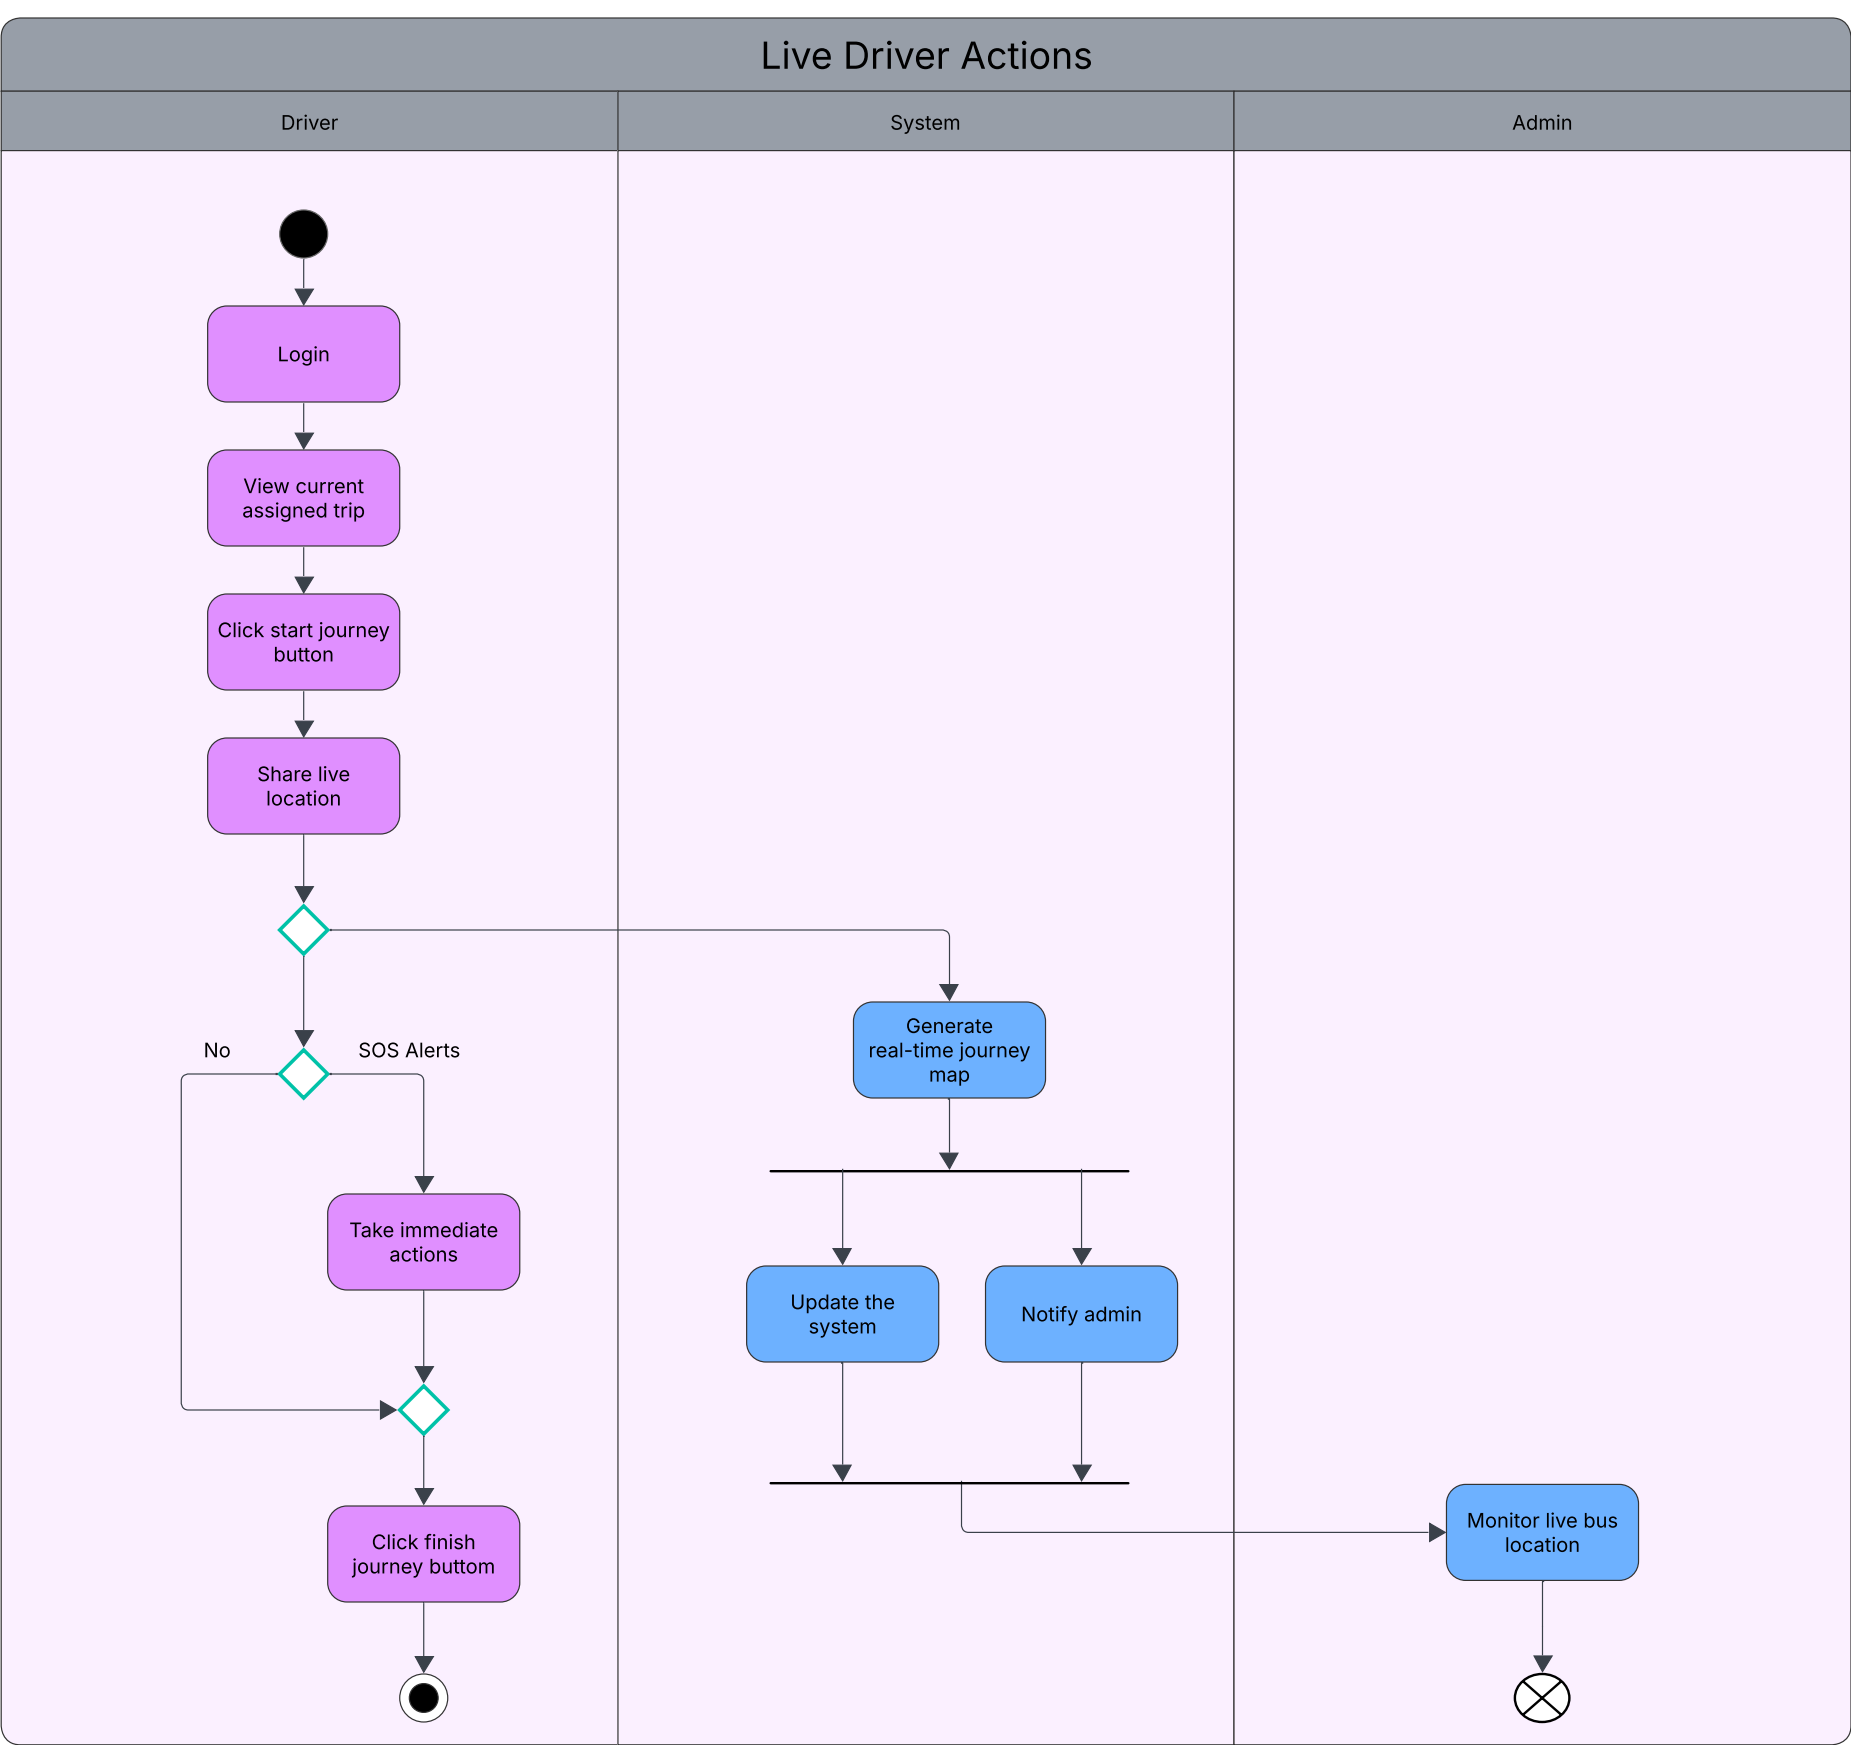 Live Driver Actions
Driver
System
Admin
Login
View current
assigned trip
Click start journey
button
Share live
location
No
SOS Alerts
Generate
real-time journey
map
Take immediate
actions
Update the
system
Notify admin
Click finish
journey buttom
Monitor live bus
location